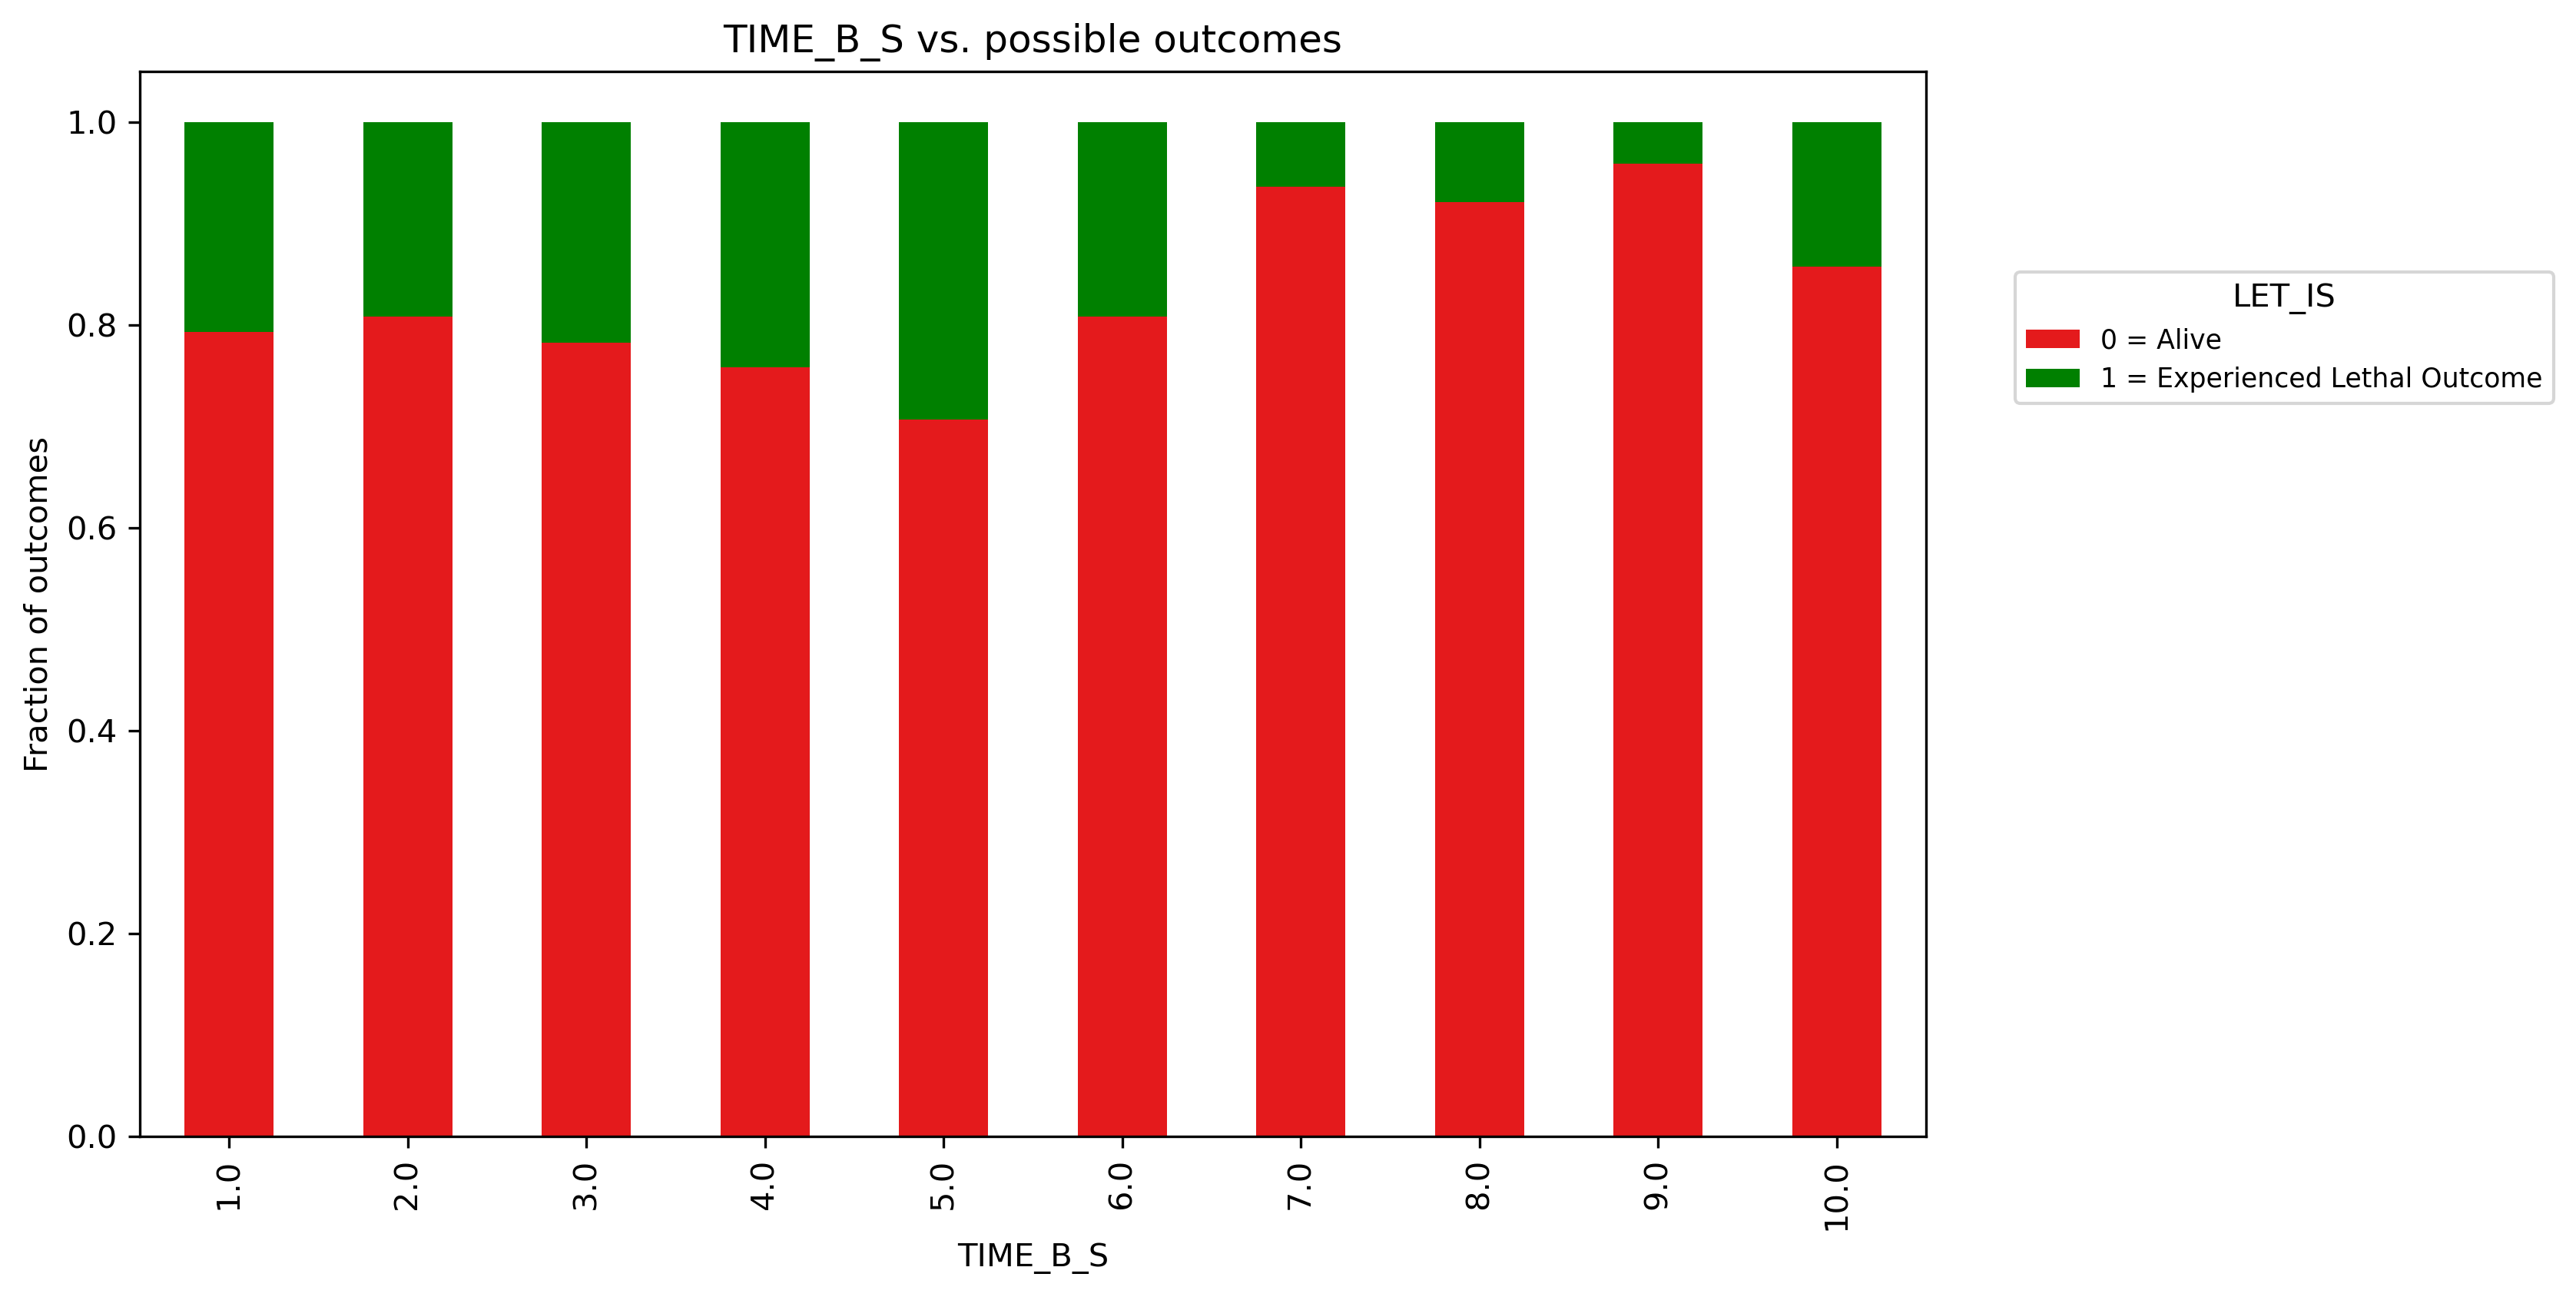 TIME_B_S vs. possible outcomes
1.0
0.8
0.6
0.4
0.2
0.0
Fraction of outcomes
1.0
2.0
3.0
4.0
5.0
6.0
7.0
8.0
9.0
10.0
TIME_B_S
LET_IS
0 = Alive
1 = Experienced Lethal Outcome